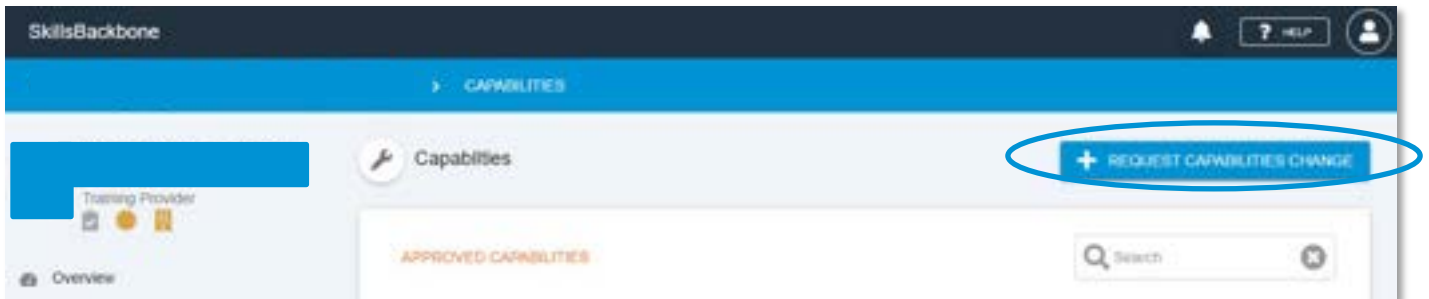 SkillsBackbone
? HELP
> CAPABILITIES
Capabilities
+ REQUEST CAPABILITIES CHANGE
Training Provider
APPROVED CAPABILITIES
Search
Overview